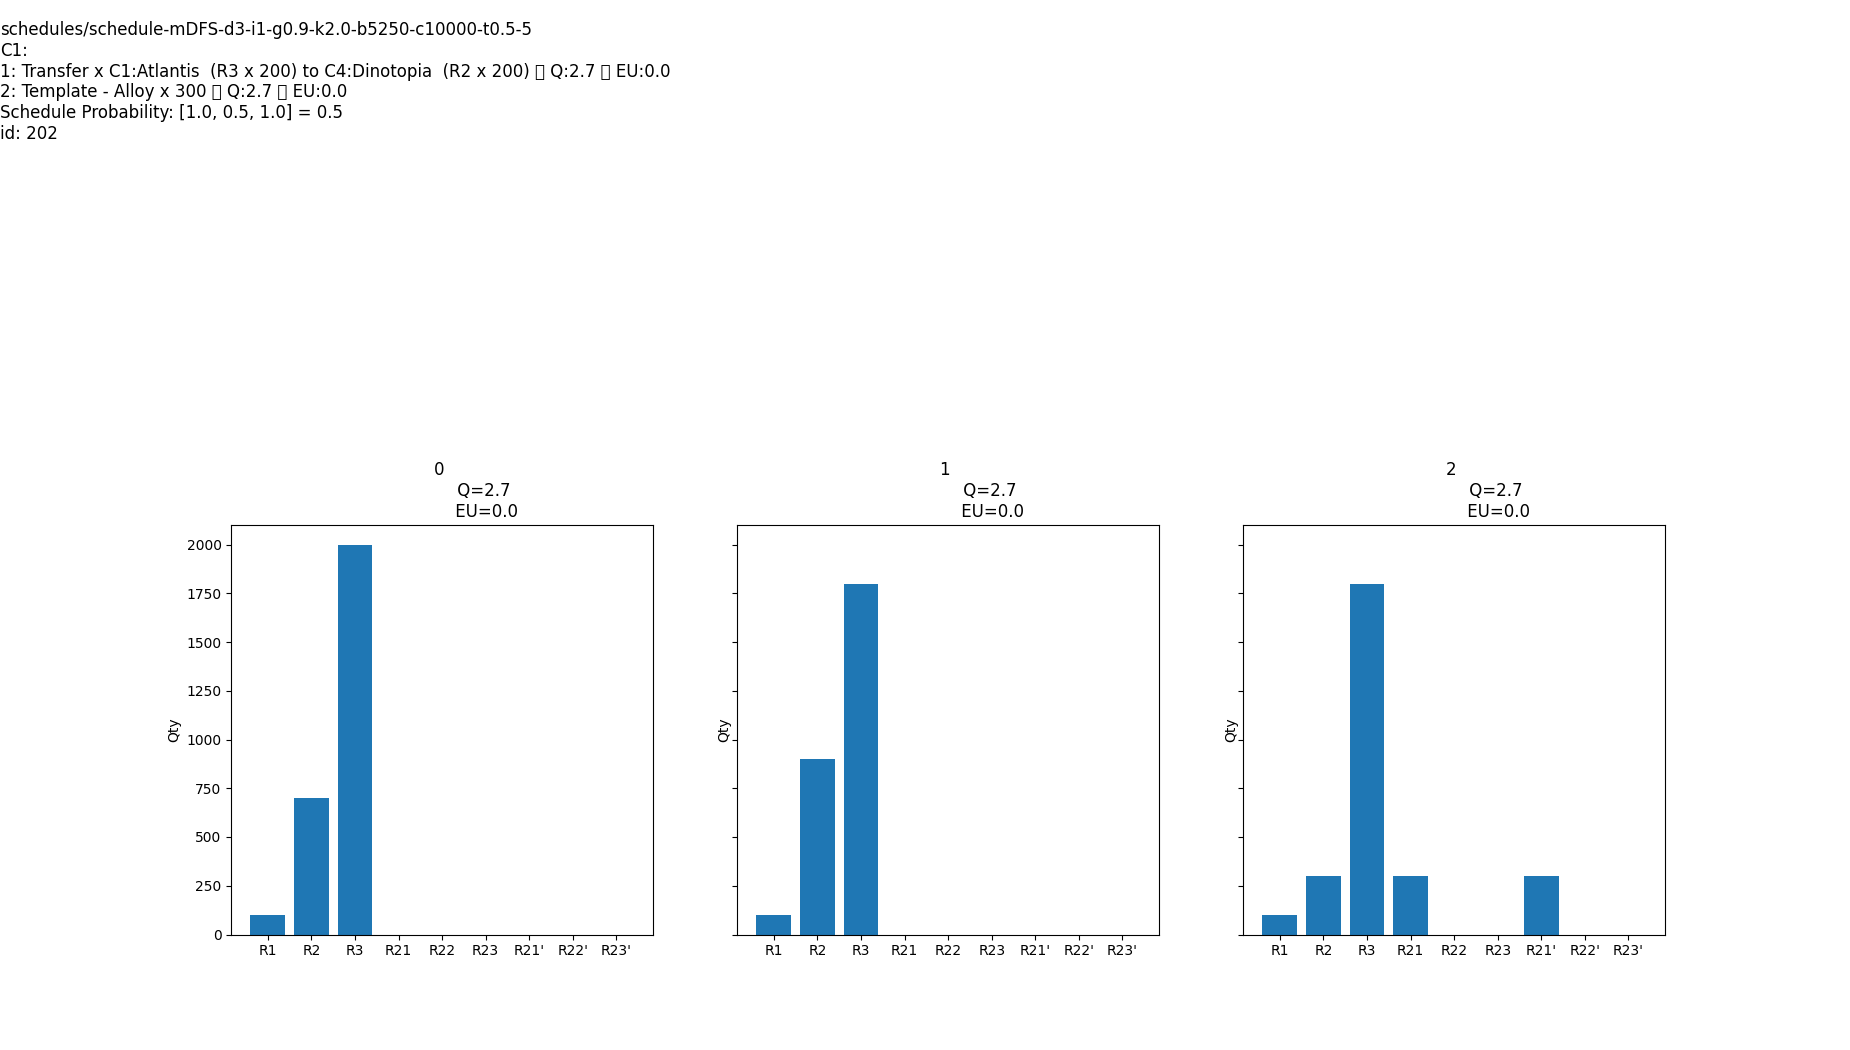 schedules/schedule-mDFS-d3-i1-g0.9-k2.0-b5250-c10000-t0.5-5
C1:
1: Transfer x C1:Atlantis  (R3 x 200) to C4:Dinotopia  (R2 x 200) ▯ Q:2.7 ▯ EU:0.0
2: Template - Alloy x 300 ▯ Q:2.7 ▯ EU:0.0
Schedule Probability: [1.0, 0.5, 1.0] = 0.5
id: 202
0
Q=2.7
EU=0.0
2000
1750
1500
1250
1000
750
500
250
0
Qty
R1 R2 R3 R21 R22 R23 R21' R22' R23'
1
Q=2.7
EU=0.0
Qty
R1 R2 R3 R21 R22 R23 R21' R22' R23'
2
Q=2.7
EU=0.0
Qty
R1 R2 R3 R21 R22 R23 R21' R22' R23'